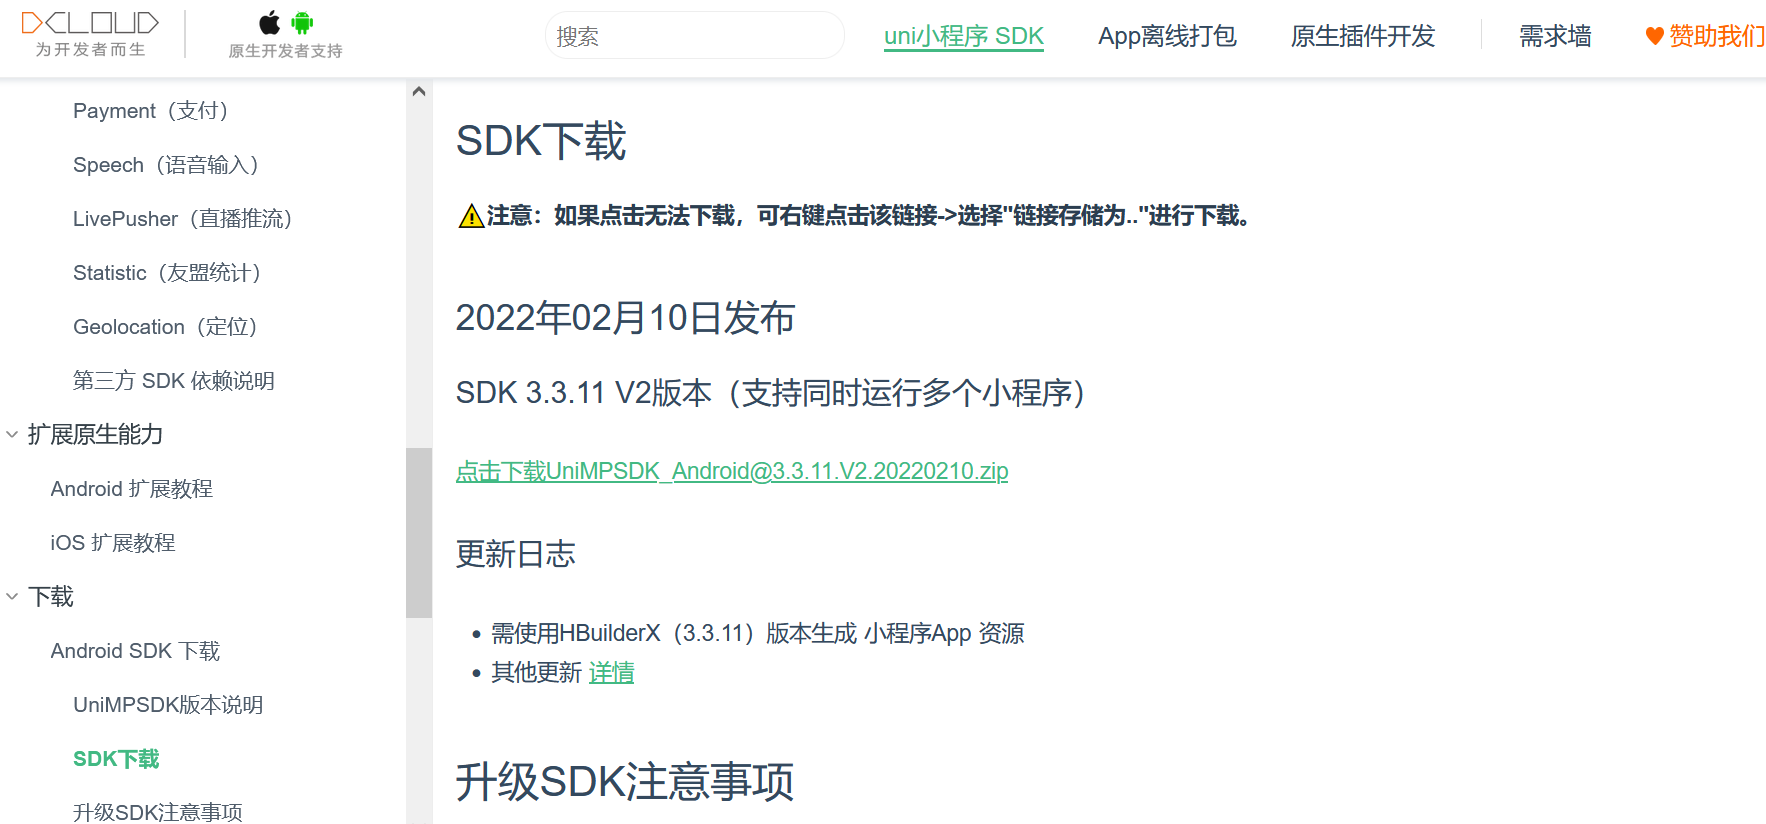 DCLOUD
为开发者而生
原生开发者支持
搜索
uni小程序 SDK
App离线打包
原生插件开发
需求墙
赞助我们
Payment（支付）
Speech（语音输入）
LivePusher（直播推流）
Statistic（友盟统计）
Geolocation（定位）
第三方 SDK 依赖说明
扩展原生能力
Android 扩展教程
iOS 扩展教程
下载
Android SDK 下载
UniMPSDK版本说明
SDK下载
升级SDK注意事项
SDK下载
注意：如果点击无法下载，可右键点击该链接->选择"链接存储为.."进行下载。
2022年02月10日发布
SDK 3.3.11 V2版本（支持同时运行多个小程序）
点击下载UniMPSDK_Android@3.3.11.V2.20220210.zip
更新日志
需使用HBuilderX（3.3.11）版本生成 小程序App 资源
其他更新 详情
升级SDK注意事项